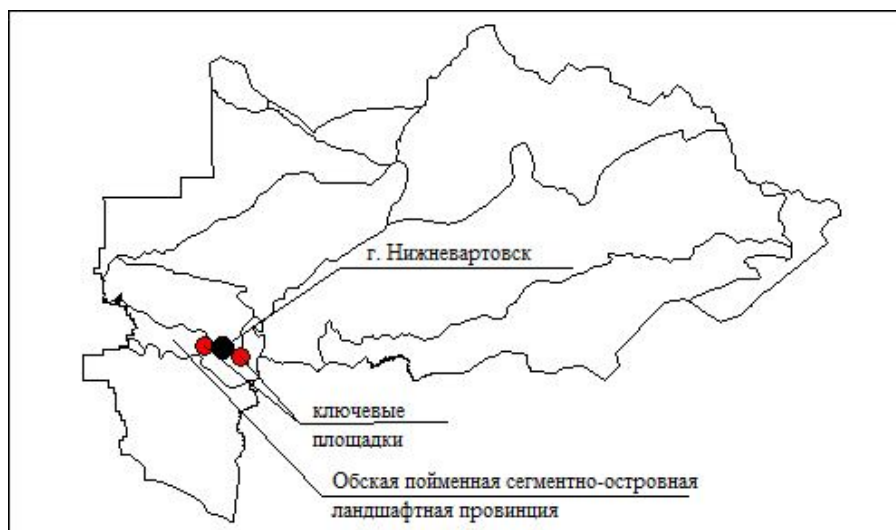 г. Нижневартовск
ключевые
площадки
Обская пойменная сегментно-островная
ландшафтная провинция